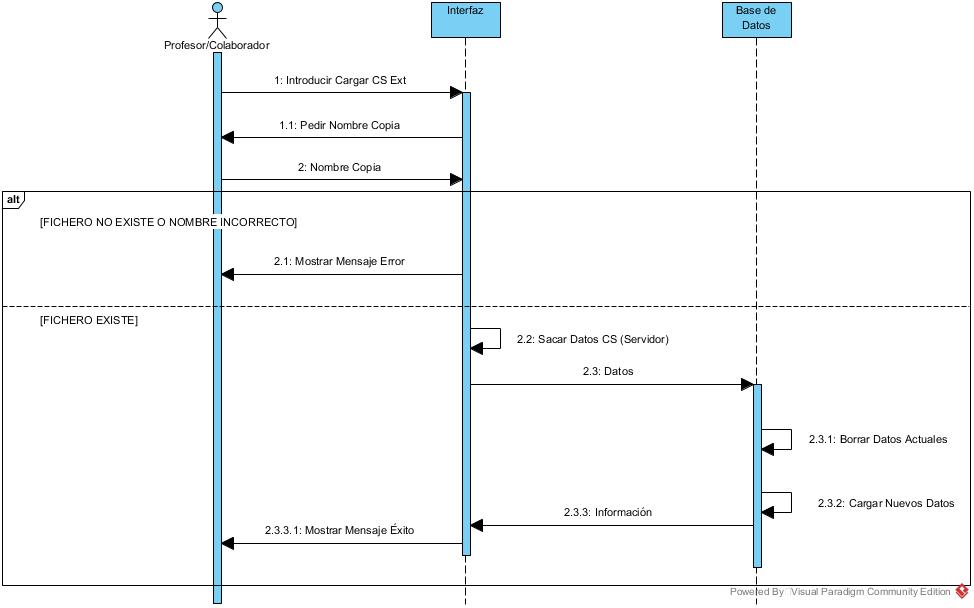 Interfaz
Base de
Datos
Profesor/Colaborador
1: Introducir Cargar CS Ext
1.1: Pedir Nombre Copia
2: Nombre Copia
alt
[FICHERO NO EXISTE O NOMBRE INCORRECTO]
2.1: Mostrar Mensaje Error
[FICHERO EXISTE]
2.2: Sacar Datos CS (Servidor)
2.3: Datos
2.3.1: Borrar Datos Actuales
2.3.2: Cargar Nuevos Datos
2.3.3: Información
2.3.3.1: Mostrar Mensaje Éxito
Powered By Visual Paradigm Community Edition